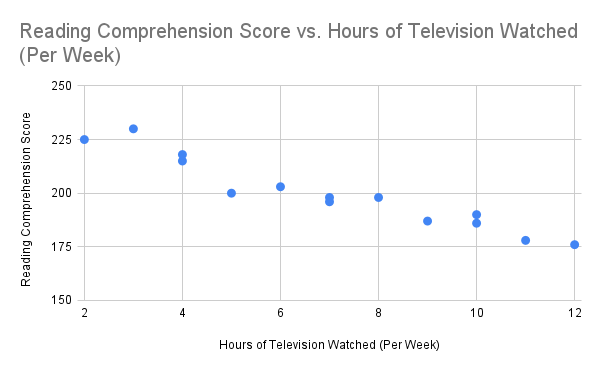 Reading Comprehension Score vs. Hours of Television Watched
(Per Week)
250
225
200
175
150
Reading Comprehension Score
2 4 6 8 10 12
Hours of Television Watched (Per Week)